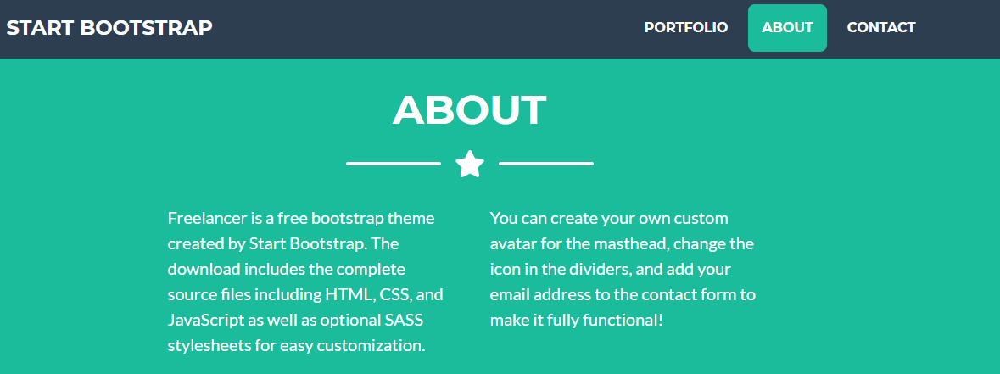 START BOOTSTRAP
PORTFOLIO
ABOUT
CONTACT
ABOUT
Freelancer is a free bootstrap theme
created by Start Bootstrap. The
download includes the complete
source files including HTML, CSS, and
JavaScript as well as optional SASS
stylesheets for easy customization.
You can create your own custom
avatar for the masthead, change the
icon in the dividers, and add your
email address to the contact form to
make it fully functional!